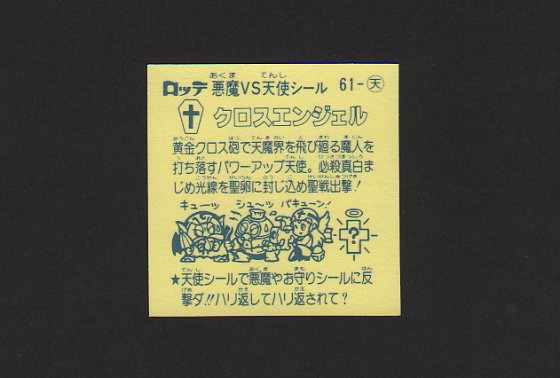 ロッテ 悪魔VS天使シール 61-天
クロスエンジェル
黄金クロス砲で天魔界を飛び廻る魔人を
打ち落すパワーアップ天使。必殺真白ま
じめ光線を聖卵に封じ込め聖戦出撃!
キューッ シュ〜ッ バキューン!
?
★天使シールで悪魔やお守りシールに反
撃ダ!!ハリ返してハリ返されて?